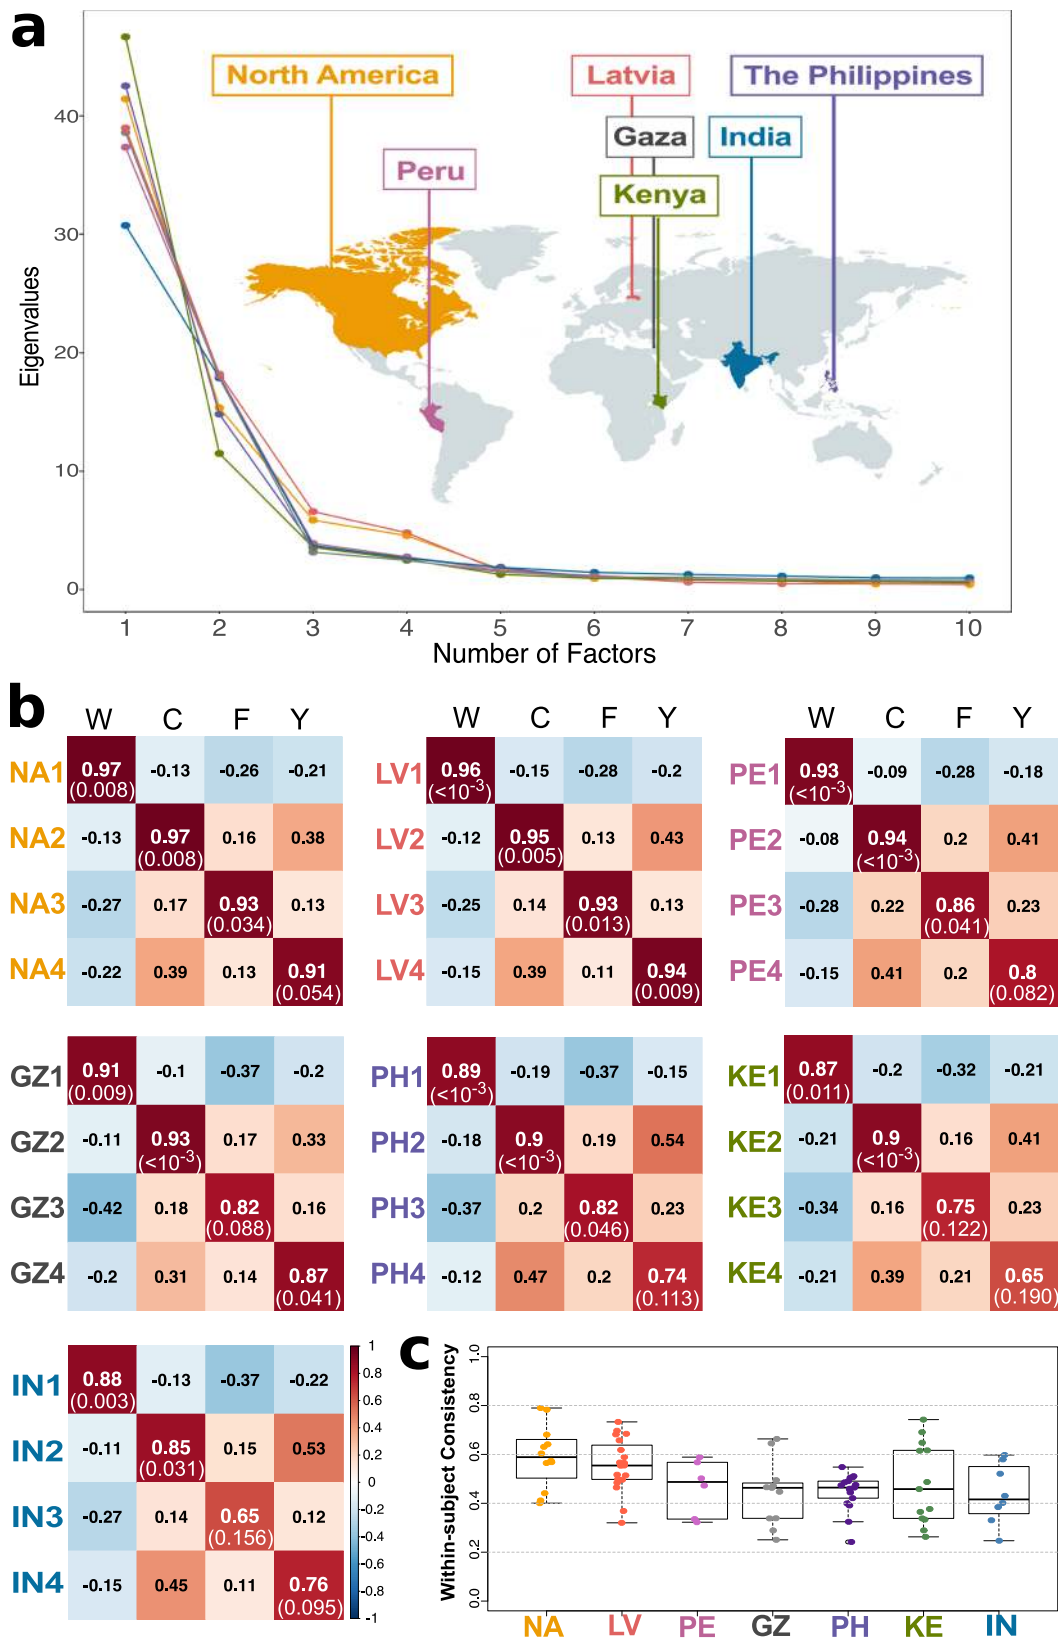 a
North America
Latvia
The Philippines
Gaza
India
Peru
Kenya
Eigenvalues
40
30
20
10
0
1 2 3 4 5 6 7 8 9 10
Number of Factors
b
W C F Y
NA1 0.97 -0.13 -0.26 -0.21
(0.008)
NA2 -0.13 0.97 0.16 0.38
(0.008)
NA3 -0.27 0.17 0.93 0.13
(0.034)
NA4 -0.22 0.39 0.13 0.91
(0.054)
W C F Y
LV1 0.96 -0.15 -0.28 -0.2
(<10-3)
LV2 -0.12 0.95 0.13 0.43
(0.005)
LV3 -0.25 0.14 0.93 0.13
(0.013)
LV4 -0.15 0.39 0.11 0.94
(0.009)
W C F Y
PE1 0.93 -0.09 -0.28 -0.18
(<10-3)
PE2 -0.08 0.94 0.2 0.41
(<10-3)
PE3 -0.28 0.22 0.86 0.23
(0.041)
PE4 -0.15 0.41 0.2 0.8
(0.082)
GZ1 0.91 -0.1 -0.37 -0.2
(0.009)
GZ2 -0.11 0.93 0.17 0.33
(<10-3)
GZ3 -0.42 0.18 0.82 0.16
(0.088)
GZ4 -0.2 0.31 0.14 0.87
(0.041)
PH1 0.89 -0.19 -0.37 -0.15
(<10-3)
PH2 -0.18 0.9 0.19 0.54
(<10-3)
PH3 -0.37 0.2 0.82 0.23
(0.046)
PH4 -0.12 0.47 0.2 0.74
(0.113)
KE1 0.87 -0.2 -0.32 -0.21
(0.011)
KE2 -0.21 0.9 0.16 0.41
(<10-3)
KE3 -0.34 0.16 0.75 0.23
(0.122)
KE4 -0.21 0.39 0.21 0.65
(0.190)
IN1 0.88 -0.13 -0.37 -0.22
(0.003)
IN2 -0.11 0.85 0.15 0.53
(0.031)
IN3 -0.27 0.14 0.65 0.12
(0.156)
IN4 -0.15 0.45 0.11 0.76
(0.095)
1
0.8
0.6
0.4
0.2
0
-0.2
-0.4
-0.6
-0.8
-1
c
Within-subject Consistency
1.0
0.8
0.6
0.4
0.2
0.0
NA LV PE GZ PH KE IN